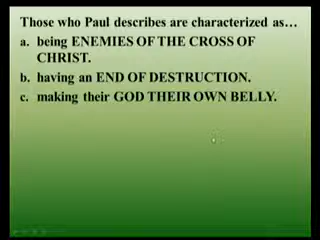 Those who Paul describes are characterized as…
a. being ENEMIES OF THE CROSS OF
CHRIST.
b. having an END OF DESTRUCTION.
c. making their GOD THEIR OWN BELLY.